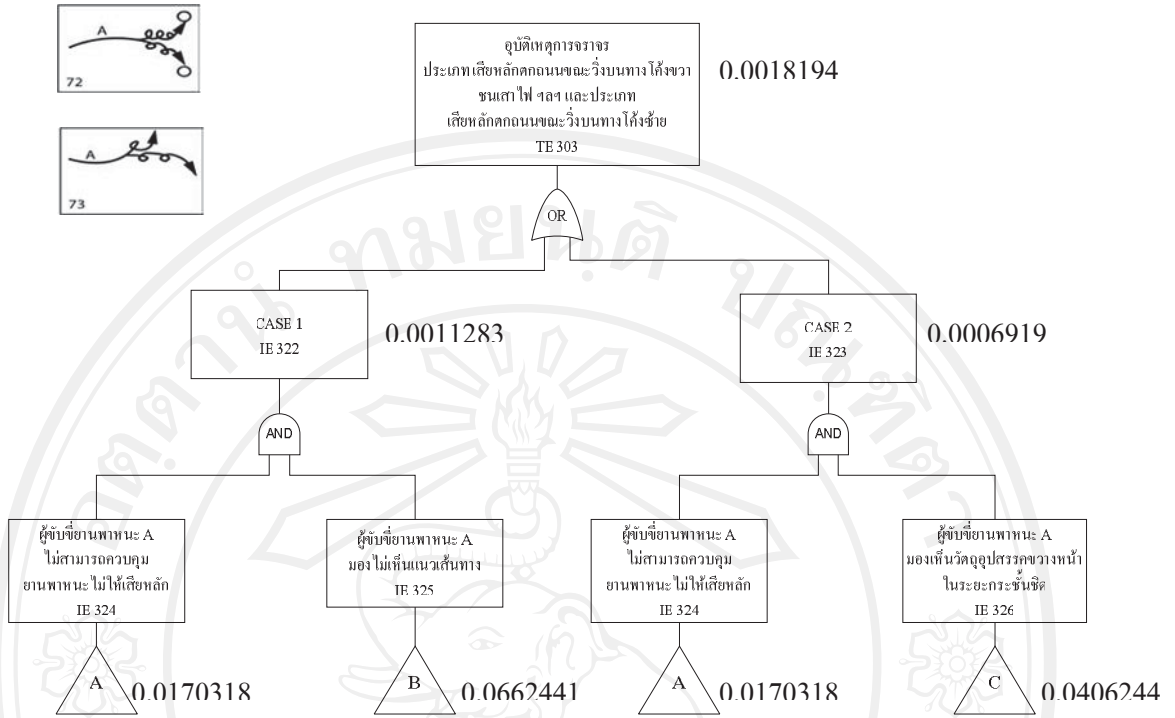 A
72
A
73
อุบัติเหตุการจราจร
ประเภทเสียหลักตกถนนขณะวิ่งบนทางโค้งขวา
ชนเสาไฟ ฯลฯ และประเภท
เสียหลักตกถนนขณะวิ่งบนทางโค้งซ้าย
TE 303
0.0018194
OR
CASE 1
IE 322
0.0011283
CASE 2
IE 323
0.0006919
AND
AND
ผู้ขับขี่ยานพาหนะ A
ไม่สามารถควบคุม
ยานพาหนะไม่ให้เสียหลัก
IE 324
ผู้ขับขี่ยานพาหนะ A
มองไม่เห็นแนวเส้นทาง
IE 325
ผู้ขับขี่ยานพาหนะ A
ไม่สามารถควบคุม
ยานพาหนะไม่ให้เสียหลัก
IE 324
ผู้ขับขี่ยานพาหนะ A
มองเห็นวัตถุอุปสรรคขวางหน้า
ในระยะกระชั้นชิด
IE 326
A
0.0170318
B
0.0662441
A
0.0170318
C
0.0406244
อตฺตานํ ทมยนฺติ ปณฺฑิตา